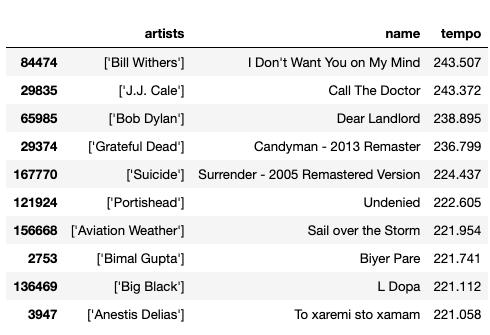 artists name tempo
84474 ['Bill Withers'] I Don't Want You on My Mind 243.507
29835 ['J.J. Cale'] Call The Doctor 243.372
65985 ['Bob Dylan'] Dear Landlord 238.895
29374 ['Grateful Dead'] Candyman - 2013 Remaster 236.799
167770 ['Suicide'] Surrender - 2005 Remastered Version 224.437
121924 ['Portishead'] Undenied 222.605
156668 ['Aviation Weather'] Sail over the Storm 221.954
2753 ['Bimal Gupta'] Biyer Pare 221.741
136469 ['Big Black'] L Dopa 221.112
3947 ['Anestis Delias'] To xaremi sto xamam 221.058